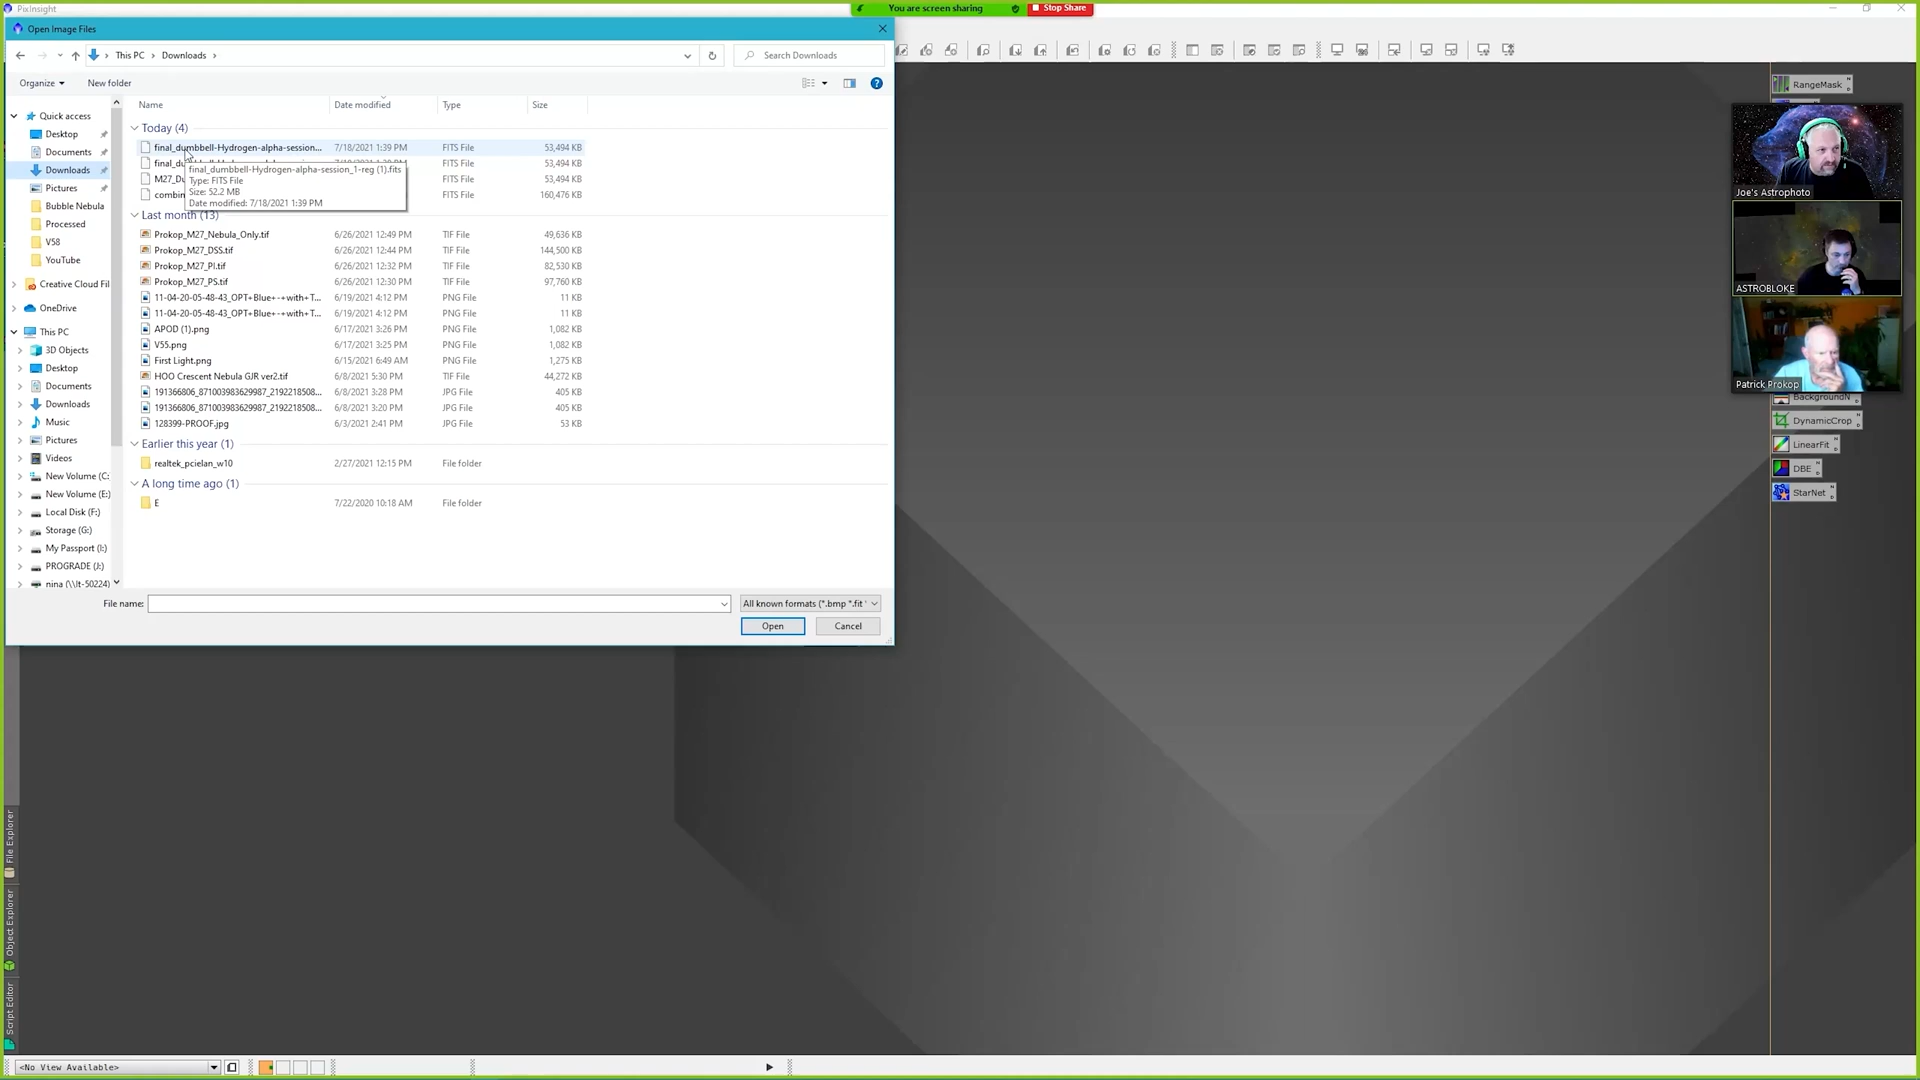 PixInsight
You are screen sharing
Stop Share
Open Image Files
This PC
Downloads
Search Downloads
Organize
New folder
Name
Date modified
Type
Size
Quick access
Desktop
Documents
Downloads
Pictures
Bubble Nebula
Processed
V58
YouTube
Creative Cloud Fil
OneDrive
This PC
3D Objects
Desktop
Documents
Downloads
Music
Pictures
Videos
New Volume (C:
New Volume (E:)
Local Disk (F:)
Storage (G:)
My Passport (I:)
PROGRADE (J:)
nina (\\lt-50224)
Today (4)
final_dumbbell-Hydrogen-alpha-session... 7/18/2021 1:39 PM FITS File 53,494 KB
FITS File 53,494 KB
M27_Du FITS File 53,494 KB
combin FITS File 160,476 KB
final_dumbbell-Hydrogen-alpha-session_1-reg (1).fits
Type: FITS File
Size: 52.2 MB
Date modified: 7/18/2021 1:39 PM
Last month (13)
Prokop_M27_Nebula_Only.tif 6/26/2021 12:49 PM TIF File 49,636 KB
Prokop_M27_DSS.tif 6/26/2021 12:44 PM TIF File 144,500 KB
Prokop_M27_PI.tif 6/26/2021 12:32 PM TIF File 82,530 KB
Prokop_M27_PS.tif 6/26/2021 12:30 PM TIF File 97,760 KB
11-04-20-05-48-43_OPT+Blue+-+with+T... 6/19/2021 4:12 PM PNG File 11 KB
11-04-20-05-48-43_OPT+Blue+-+with+T... 6/19/2021 4:12 PM PNG File 11 KB
APOD (1).png 6/17/2021 3:26 PM PNG File 1,082 KB
V55.png 6/17/2021 3:25 PM PNG File 1,082 KB
First Light.png 6/15/2021 6:49 AM PNG File 1,275 KB
HOO Crescent Nebula GJR ver2.tif 6/8/2021 5:30 PM TIF File 44,272 KB
191366806_871003983629987_2192218508... 6/8/2021 3:28 PM JPG File 405 KB
191366806_871003983629987_2192218508... 6/8/2021 3:20 PM JPG File 405 KB
128399-PROOF.jpg 6/3/2021 2:41 PM JPG File 53 KB
Earlier this year (1)
realtek_pcielan_w10 2/27/2021 12:15 PM File folder
A long time ago (1)
E 7/22/2020 10:18 AM File folder
File name:
All known formats (*.bmp *.fit *
Open
Cancel
RangeMask
Joe's Astrophoto
ASTROBLOKE
Patrick Prokop
BackgroundN
DynamicCrop
LinearFit
DBE
StarNet
File Explorer
Object Explorer
Script Editor
<No View Available>